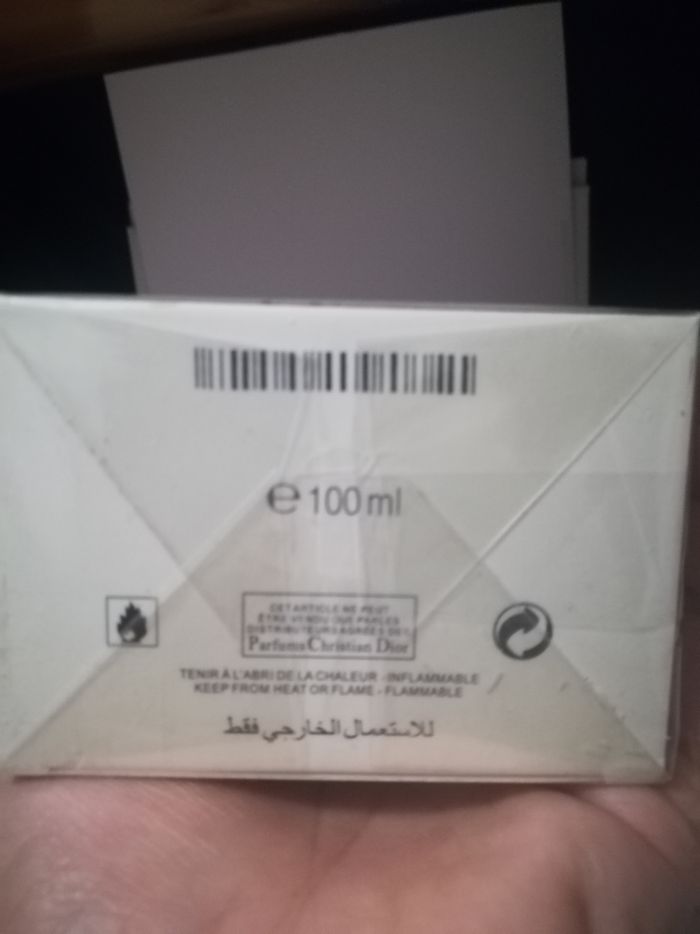 ℮ 100 ml
CET ARTICLE NE PEUT
ÊTRE VENDU QUE PAR LES
DISTRIBUTEURS AGRÉES DE
Parfums Christian Dior
TENIR À L'ABRI DE LA CHALEUR - INFLAMMABLE
KEEP FROM HEAT OR FLAME - FLAMMABLE
للاستعمال الخارجي فقط